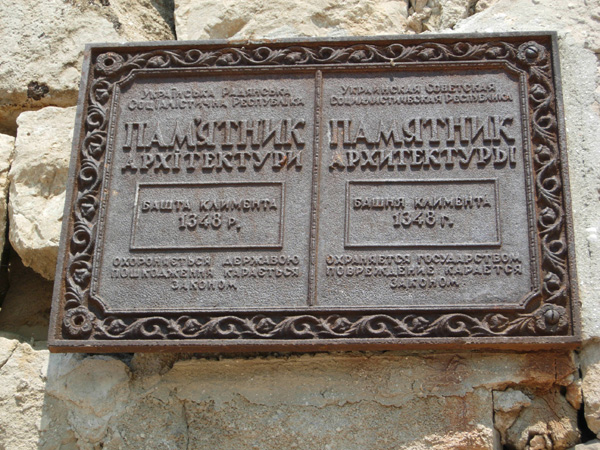 Українська Радянська
Соціалістична Республіка
Пам'ятник
архітектури
Башта Климента
1348 р.
Охороняється державою
Пошкодження карається
законом
Украинская Советская
Социалистическая Республика
Памятник
архитектуры
Башня Климента
1348 г.
Охраняется государством
Повреждение карается
законом